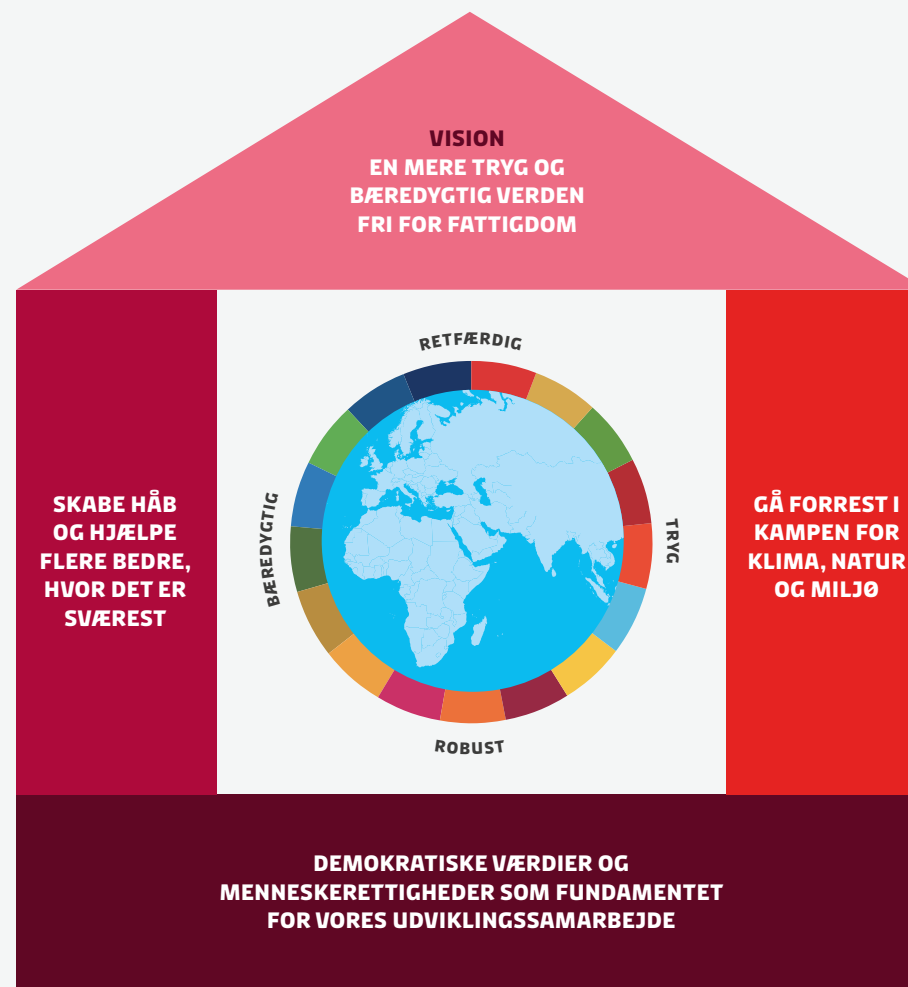 VISION
EN MERE TRYG OG
BÆREDYGTIG VERDEN
FRI FOR FATTIGDOM
RETFÆRDIG
SKABE HÅB
OG HJÆLPE
FLERE BEDRE,
HVOR DET ER
SVÆREST
BÆREDYGTIG
TRYG
GÅ FORREST I
KAMPEN FOR
KLIMA, NATUR
OG MILJØ
ROBUST
DEMOKRATISKE VÆRDIER OG
MENNESKERETTIGHEDER SOM FUNDAMENTET
FOR VORES UDVIKLINGSSAMARBEJDE